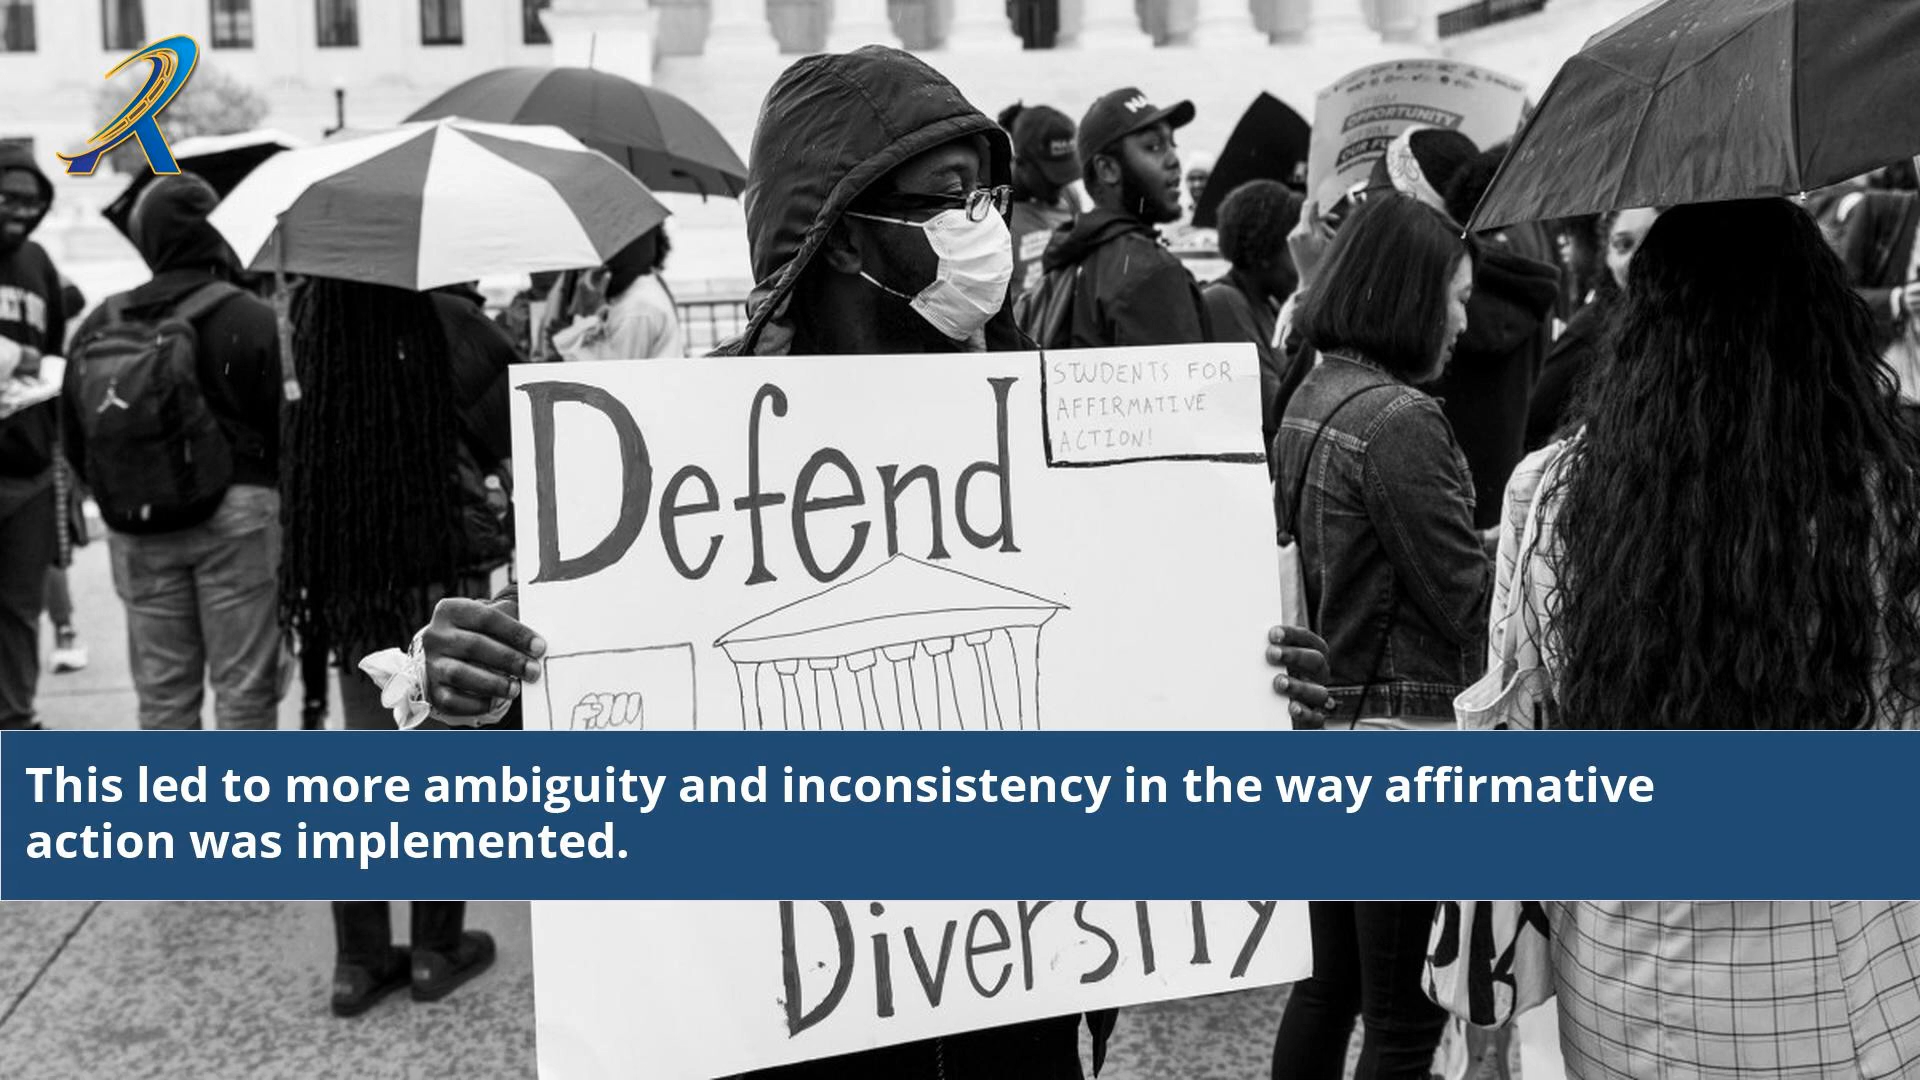 OPPORTUNITY
Defend
STUDENTS FOR
AFFIRMATIVE
ACTION!
This led to more ambiguity and inconsistency in the way affirmative
action was implemented.
Diversity